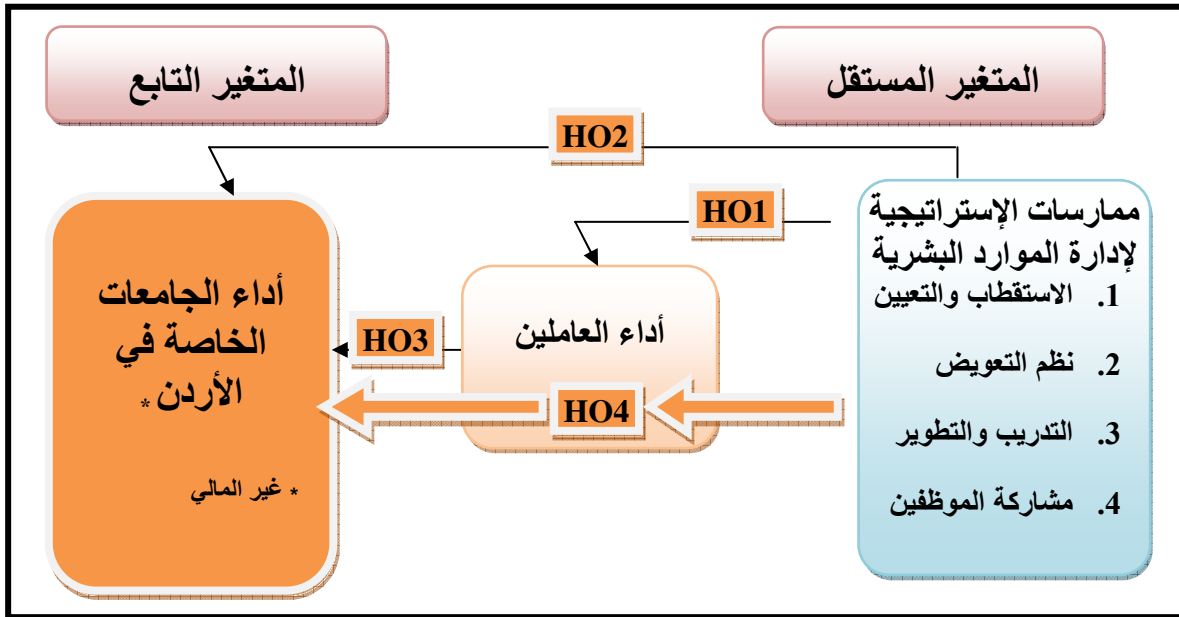 المتغير المستقل
المتغير التابع
HO2
HO1
ممارسات الإستراتيجية
لإدارة الموارد البشرية
1. الاستقطاب والتعيين
2. نظم التعويض
3. التدريب والتطوير
4. مشاركة الموظفين
أداء العاملين
HO3
HO4
أداء الجامعات
الخاصة في
الأردن *
* غير المالي